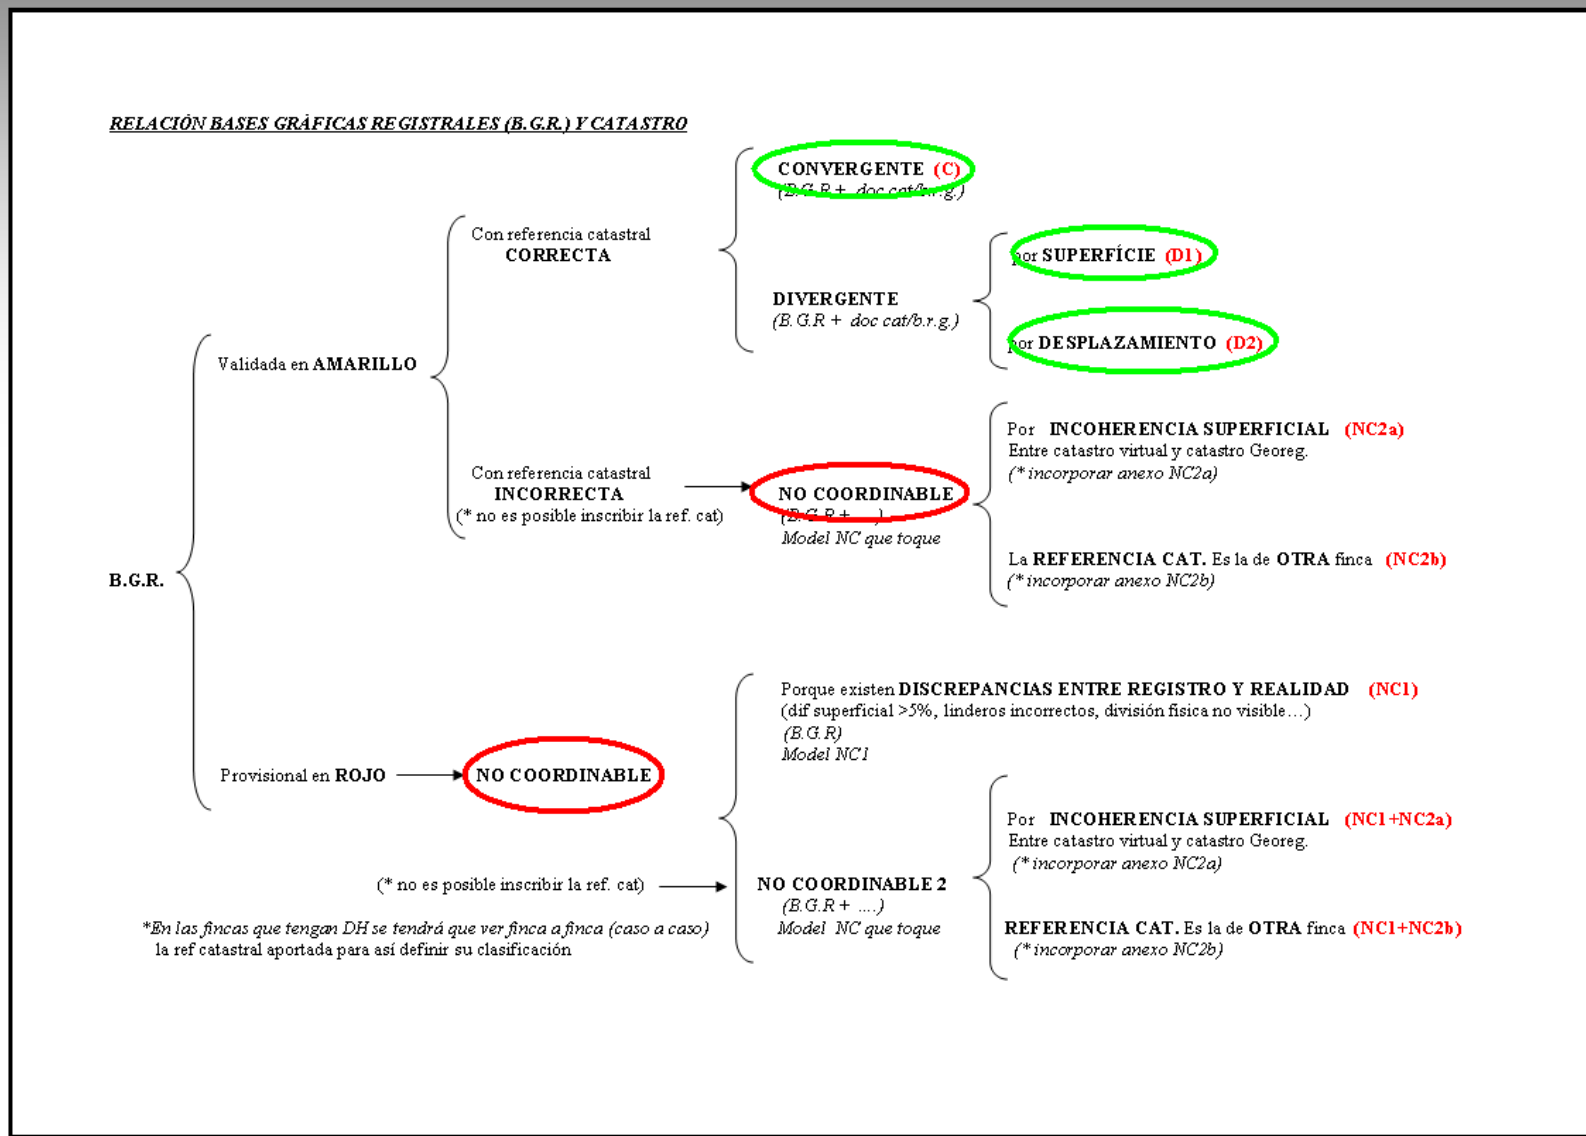 RELACIÓN BASES GRÁFICAS REGISTRALES (B.G.R.) Y CATASTRO
CONVERGENTE (C)
(B.G.R + doc cat/b.r.g.)
Con referencia catastral
CORRECTA
por SUPERFÍCIE (D1)
DIVERGENTE
(B.G.R + doc cat/b.r.g.)
por DESPLAZAMIENTO (D2)
Validada en AMARILLO
Por INCOHERENCIA SUPERFICIAL (NC2a)
Entre catastro virtual y catastro Georeg.
(* incorporar anexo NC2a)
Con referencia catastral
INCORRECTA
(* no es posible inscribir la ref. cat)
NO COORDINABLE
(B.G.R + ....)
Model NC que toque
La REFERENCIA CAT. Es la de OTRA finca (NC2b)
(* incorporar anexo NC2b)
B.G.R.
Porque existen DISCREPANCIAS ENTRE REGISTRO Y REALIDAD (NC1)
(dif superficial >5%, linderos incorrectos, división física no visible...)
(B.G.R)
Model NC1
Provisional en ROJO
NO COORDINABLE
Por INCOHERENCIA SUPERFICIAL (NC1+NC2a)
Entre catastro virtual y catastro Georeg.
(* incorporar anexo NC2a)
(* no es posible inscribir la ref. cat)
NO COORDINABLE 2
(B.G.R + ....)
Model NC que toque
REFERENCIA CAT. Es la de OTRA finca (NC1+NC2b)
(* incorporar anexo NC2b)
*En las fincas que tengan DH se tendrá que ver finca a finca (caso a caso)
la ref catastral aportada para así definir su clasificación